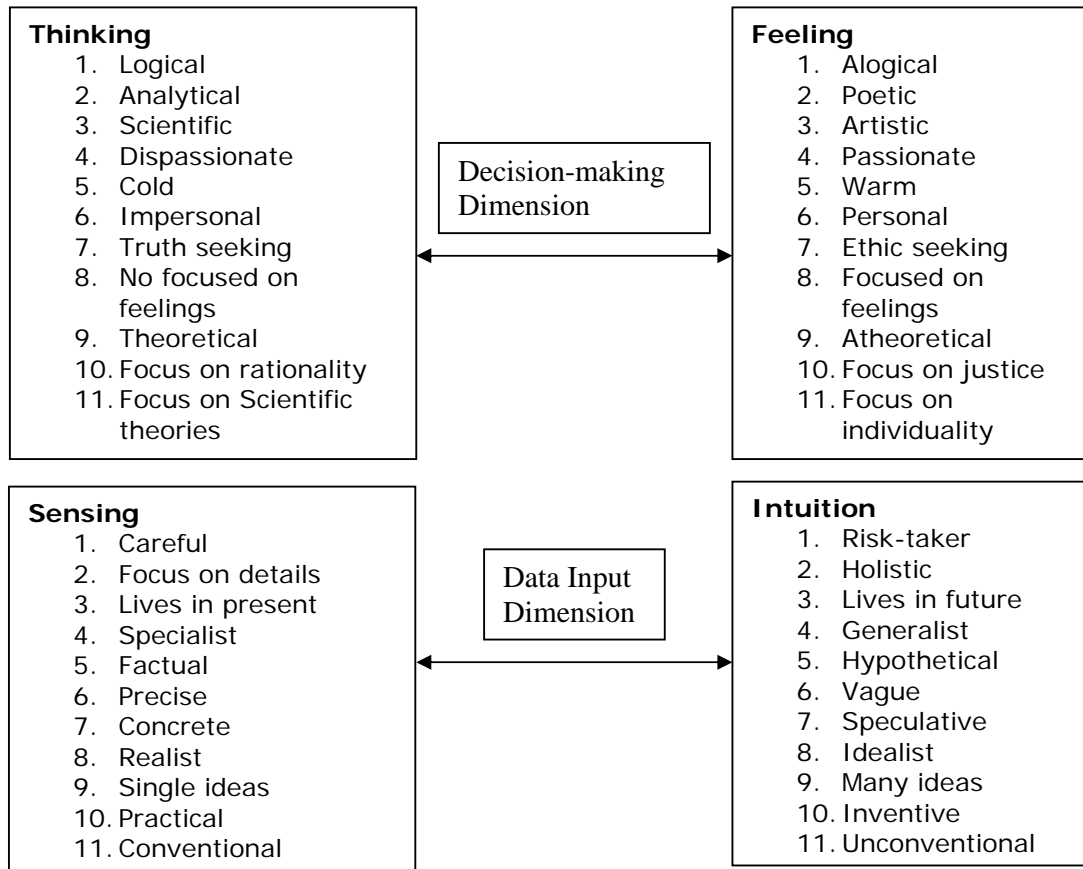 Thinking
1. Logical
2. Analytical
3. Scientific
4. Dispassionate
5. Cold
6. Impersonal
7. Truth seeking
8. No focused on
feelings
9. Theoretical
10. Focus on rationality
11. Focus on Scientific
theories
Decision-making
Dimension
Feeling
1. Alogical
2. Poetic
3. Artistic
4. Passionate
5. Warm
6. Personal
7. Ethic seeking
8. Focused on
feelings
9. Atheoretical
10. Focus on justice
11. Focus on
individuality
Sensing
1. Careful
2. Focus on details
3. Lives in present
4. Specialist
5. Factual
6. Precise
7. Concrete
8. Realist
9. Single ideas
10. Practical
11. Conventional
Data Input
Dimension
Intuition
1. Risk-taker
2. Holistic
3. Lives in future
4. Generalist
5. Hypothetical
6. Vague
7. Speculative
8. Idealist
9. Many ideas
10. Inventive
11. Unconventional